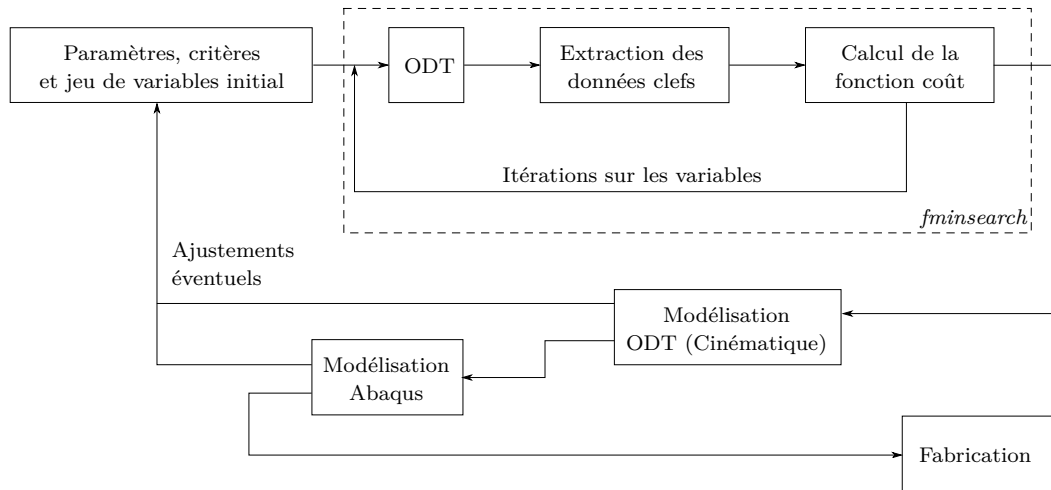 Paramètres, critères
et jeu de variables initial
ODT
Extraction des
données clefs
Calcul de la
fonction coût
Itérations sur les variables
fminsearch
Ajustements
éventuels
Modélisation
ODT (Cinématique)
Modélisation
Abaqus
Fabrication